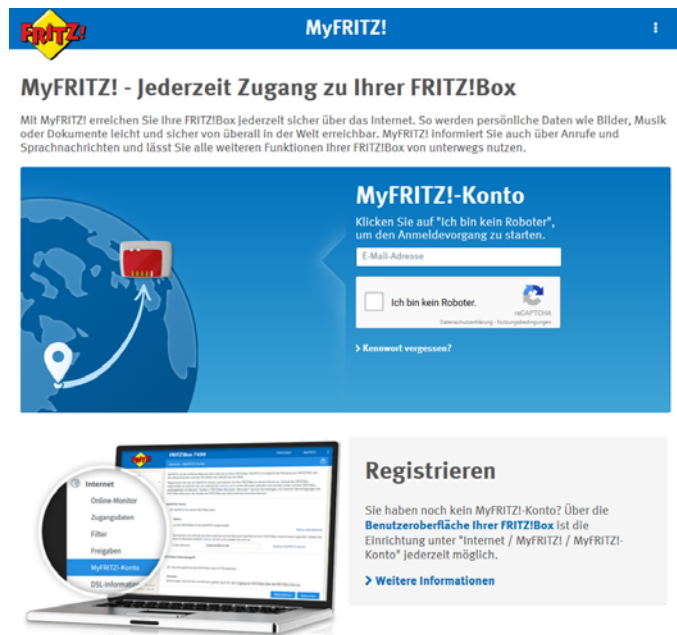 FRITZ!
MyFRITZ!
MyFRITZ! - Jederzeit Zugang zu Ihrer FRITZ!Box
Mit MyFRITZ! erreichen Sie Ihre FRITZ!Box jederzeit sicher über das Internet. So werden persönliche Daten wie Bilder, Musik
oder Dokumente leicht und sicher von überall in der Welt erreichbar. MyFRITZ! informiert Sie auch über Anrufe und
Sprachnachrichten und lässt Sie alle weiteren Funktionen Ihrer FRITZ!Box von unterwegs nutzen.
MyFRITZ!-Konto
Klicken Sie auf "Ich bin kein Roboter",
um den Anmeldevorgang zu starten.
E-Mail-Adresse
Ich bin kein Roboter.
reCAPTCHA
Datenschutzerklärung - Nutzungsbedingungen
Kennwort vergessen?
FRITZ!Box 7490
Internet
Online-Monitor
Zugangsdaten
Filter
Freigaben
MyFRITZ!-Konto
DSL-Information
Registrieren
Sie haben noch kein MyFRITZ!-Konto? Über die
Benutzeroberfläche Ihrer FRITZ!Box ist die
Einrichtung unter "Internet / MyFRITZ! / MyFRITZ!-
Konto" jederzeit möglich.
Weitere Informationen